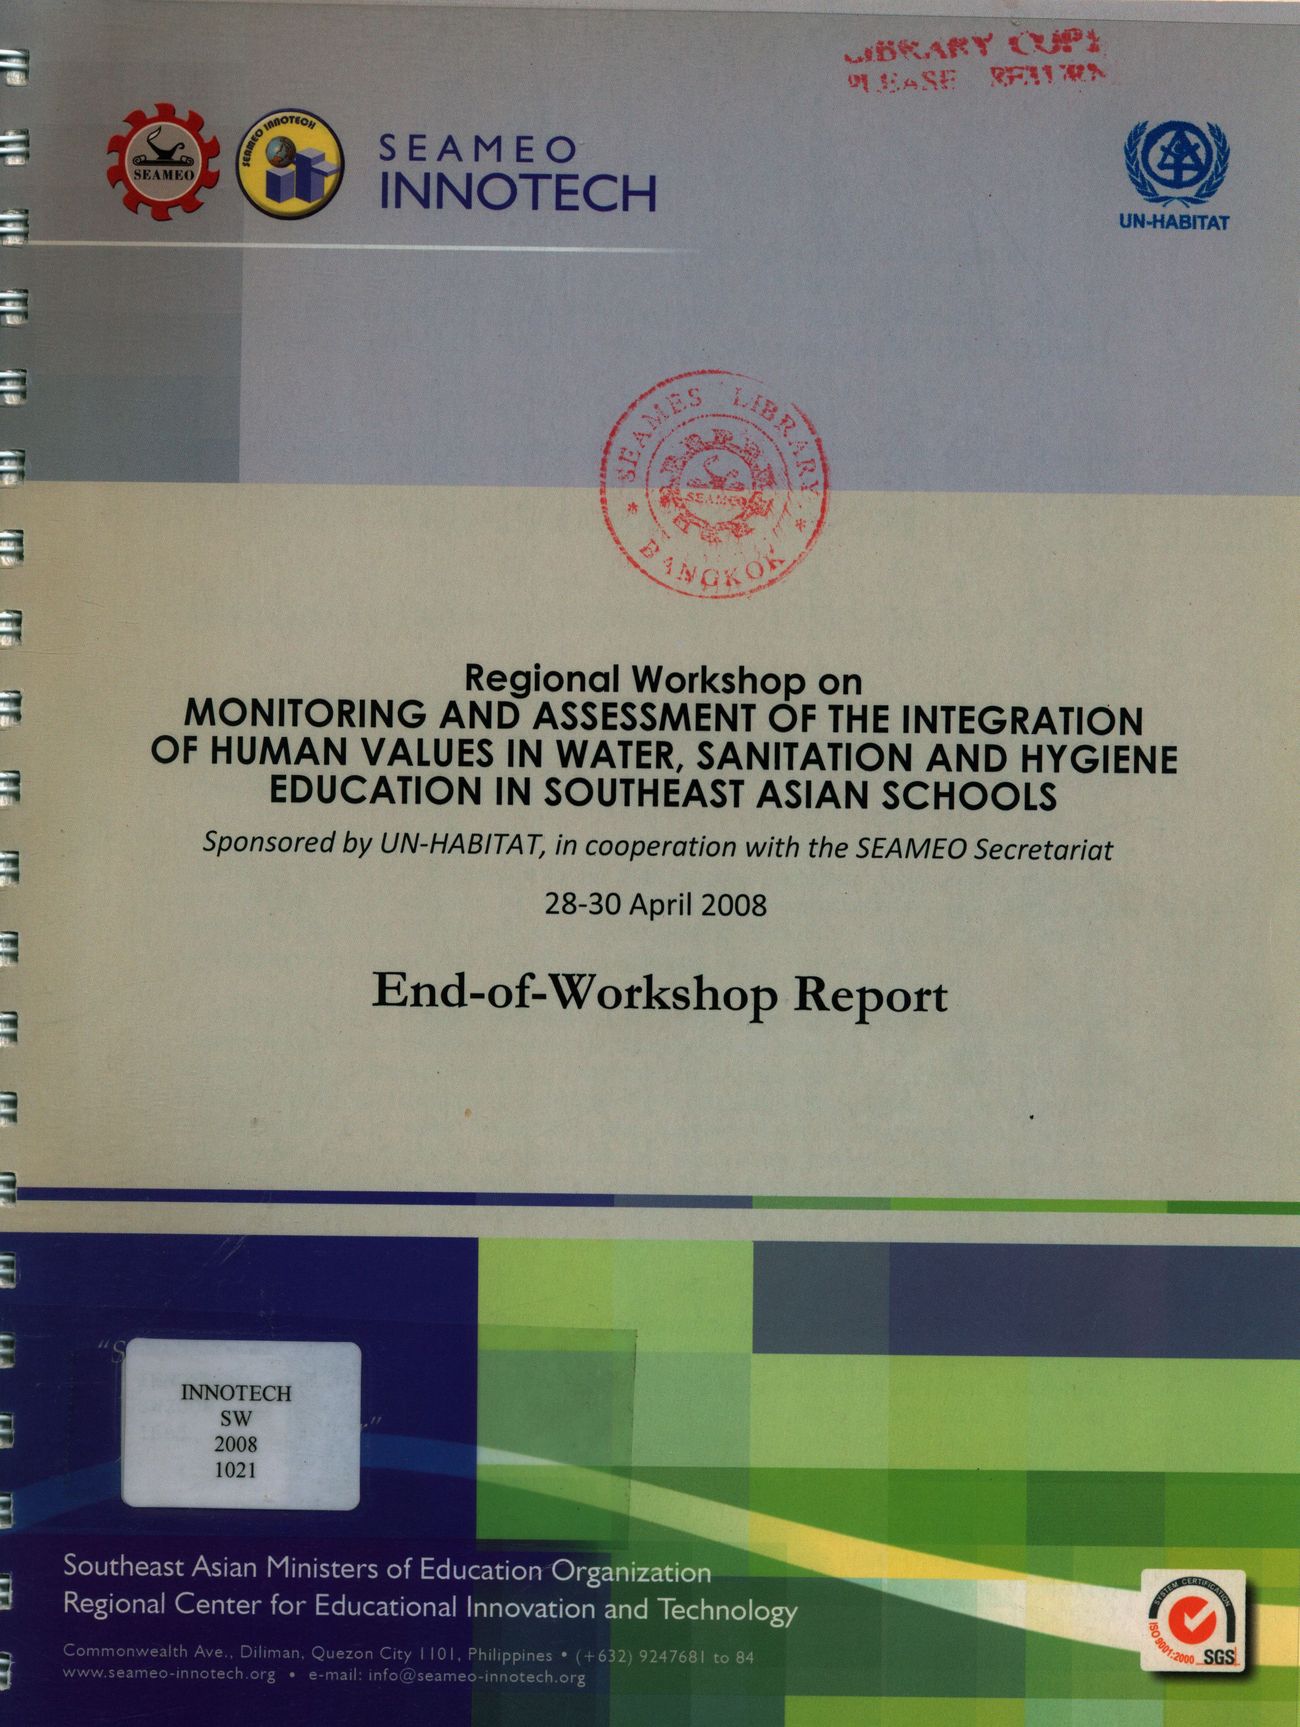 LIBRARY COPY
PLEASE RETURN
SEAMEO
SEAMEO INNOTECH
SEAMEO
INNOTECH
UN-HABITAT
SEAMES LIBRARY
SEAMEO
* BANGKOK *
Regional Workshop on
MONITORING AND ASSESSMENT OF THE INTEGRATION
OF HUMAN VALUES IN WATER, SANITATION AND HYGIENE
EDUCATION IN SOUTHEAST ASIAN SCHOOLS
Sponsored by UN-HABITAT, in cooperation with the SEAMEO Secretariat
28-30 April 2008
End-of-Workshop Report
INNOTECH
SW
2008
1021
Southeast Asian Ministers of Education Organization
Regional Center for Educational Innovation and Technology
Commonwealth Ave., Diliman, Quezon City 1101, Philippines • (+632) 9247681 to 84
www.seameo-innotech.org • e-mail: info@seameo-innotech.org
SYSTEM CERTIFICATION
ISO 9001:2000
SGS